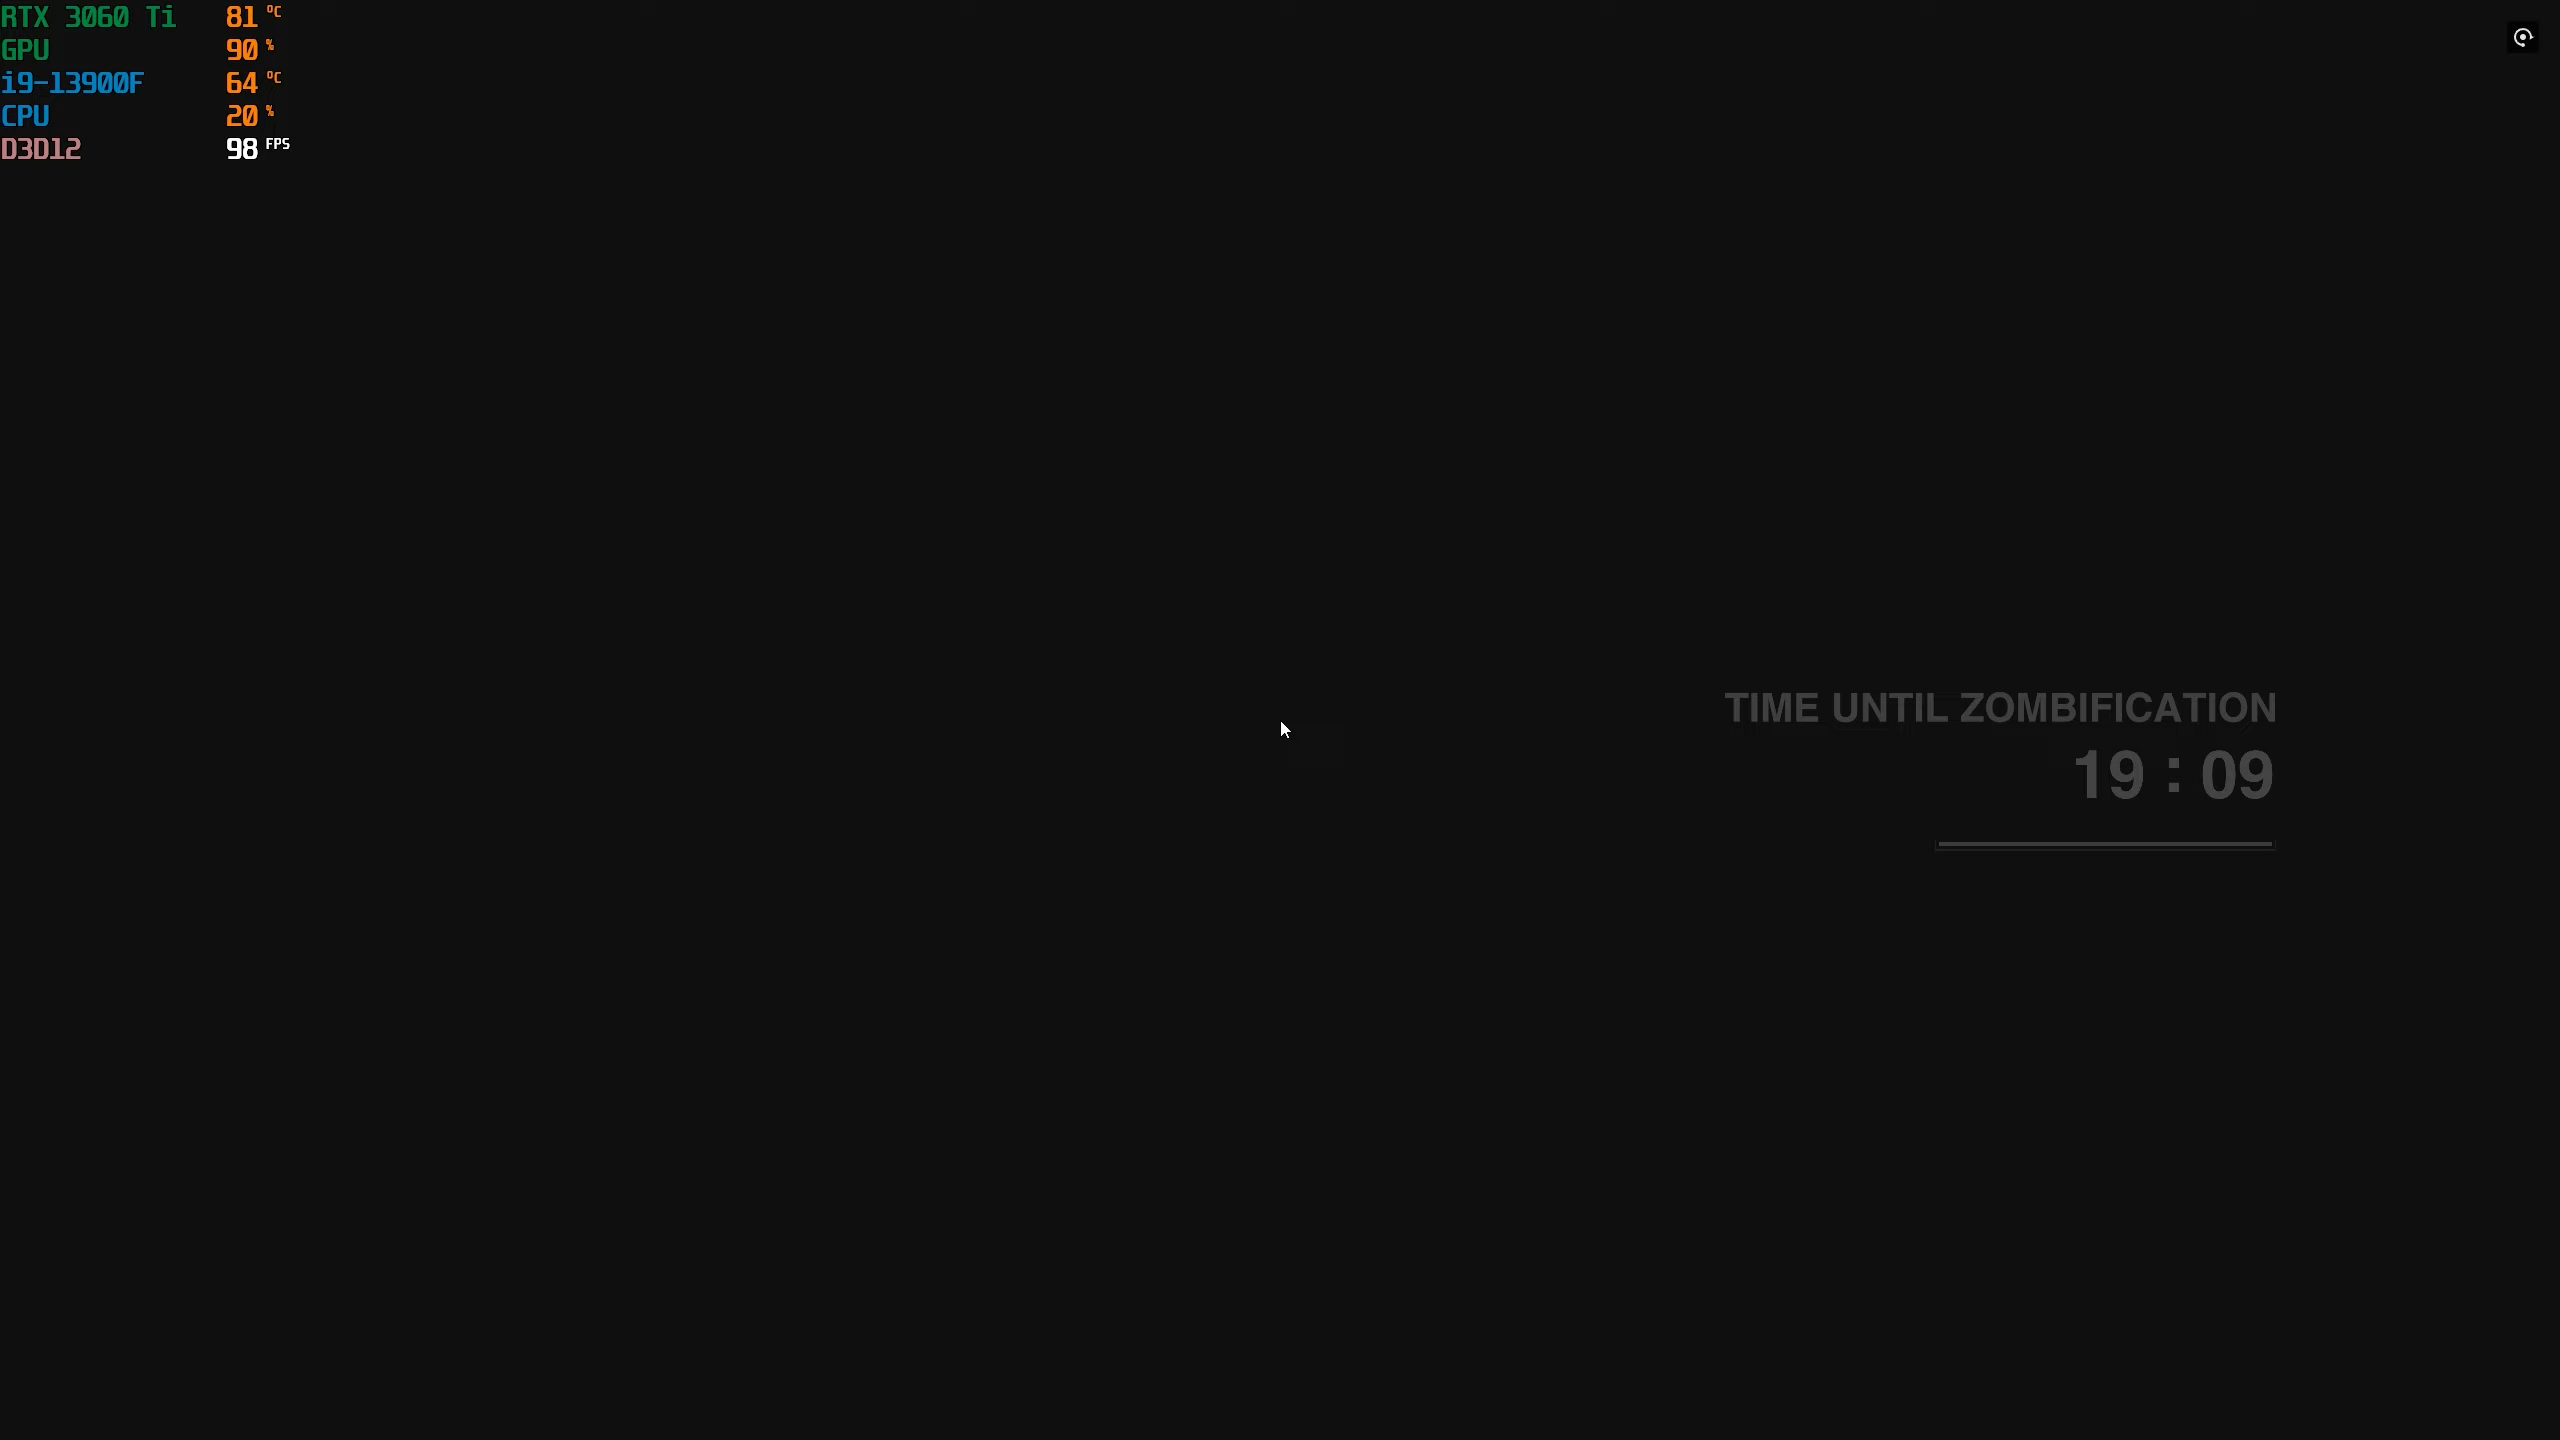 RTX 3060 Ti 81 °C
GPU 90 %
i9-13900F 64 °C
CPU 20 %
D3D12 98 FPS
TIME UNTIL ZOMBIFICATION
19 : 09